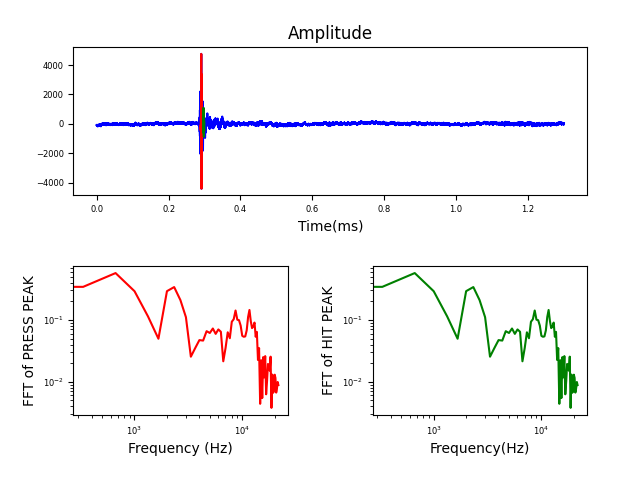 Amplitude
4000
2000
0
−2000
−4000
0.0 0.2 0.4 0.6 0.8 1.0 1.2
Time(ms)
FFT of PRESS PEAK
10⁻¹
10⁻²
10³ 10⁴
Frequency (Hz)
FFT of HIT PEAK
10⁻¹
10⁻²
10³ 10⁴
Frequency(Hz)